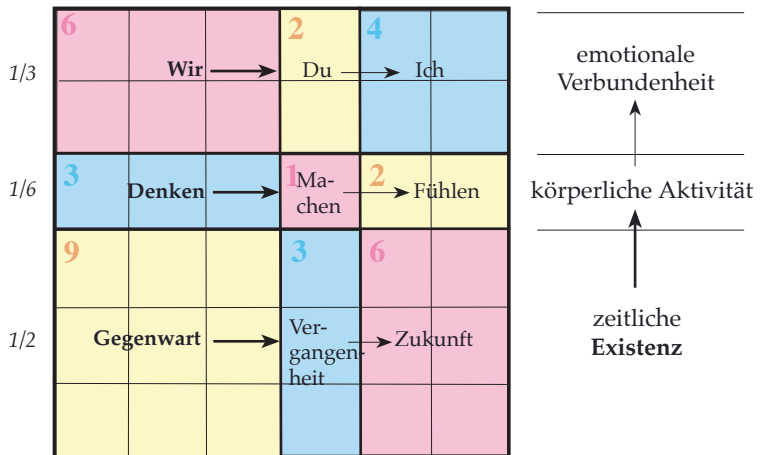 6 2 4
1/3 Wir Du Ich
emotionale
Verbundenheit
3 1 2
1/6 Denken Ma-
chen Fühlen
körperliche Aktivität
9 3 6
1/2 Gegenwart Ver-
gangen-
heit Zukunft
zeitliche
Existenz